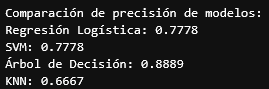 Comparación de precisión de modelos:
Regresión Logística: 0.7778
SVM: 0.7778
Árbol de Decisión: 0.8889
KNN: 0.6667